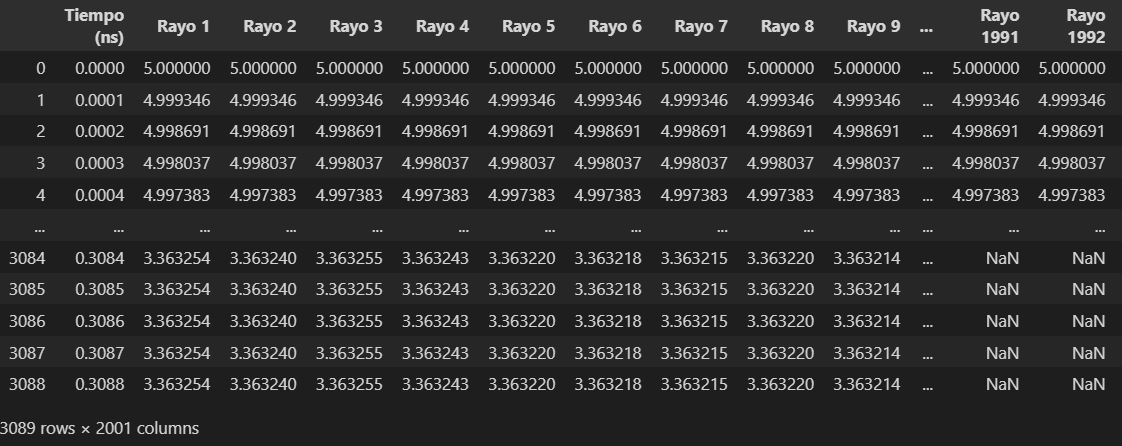 Tiempo (ns) Rayo 1 Rayo 2 Rayo 3 Rayo 4 Rayo 5 Rayo 6 Rayo 7 Rayo 8 Rayo 9 ... Rayo 1991 Rayo 1992
0 0.0000 5.000000 5.000000 5.000000 5.000000 5.000000 5.000000 5.000000 5.000000 5.000000 ... 5.000000 5.000000
1 0.0001 4.999346 4.999346 4.999346 4.999346 4.999346 4.999346 4.999346 4.999346 4.999346 ... 4.999346 4.999346
2 0.0002 4.998691 4.998691 4.998691 4.998691 4.998691 4.998691 4.998691 4.998691 4.998691 ... 4.998691 4.998691
3 0.0003 4.998037 4.998037 4.998037 4.998037 4.998037 4.998037 4.998037 4.998037 4.998037 ... 4.998037 4.998037
4 0.0004 4.997383 4.997383 4.997383 4.997383 4.997383 4.997383 4.997383 4.997383 4.997383 ... 4.997383 4.997383
... ... ... ... ... ... ... ... ... ... ... ... ... ...
3084 0.3084 3.363254 3.363240 3.363255 3.363243 3.363220 3.363218 3.363215 3.363220 3.363214 ... NaN NaN
3085 0.3085 3.363254 3.363240 3.363255 3.363243 3.363220 3.363218 3.363215 3.363220 3.363214 ... NaN NaN
3086 0.3086 3.363254 3.363240 3.363255 3.363243 3.363220 3.363218 3.363215 3.363220 3.363214 ... NaN NaN
3087 0.3087 3.363254 3.363240 3.363255 3.363243 3.363220 3.363218 3.363215 3.363220 3.363214 ... NaN NaN
3088 0.3088 3.363254 3.363240 3.363255 3.363243 3.363220 3.363218 3.363215 3.363220 3.363214 ... NaN NaN
3089 rows × 2001 columns